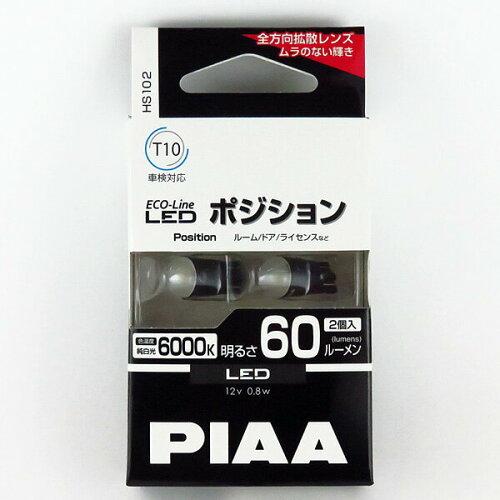 全方向拡散レンズ
ムラのない輝き
HS102
T10
車検対応
ECO-Line
LED ポジション
Position ルーム/ドア/ライセンスなど
色温度
純白光 6000K 明るさ 60 2個入
(lumens)
ルーメン
LED
12v 0.8w
PIAA